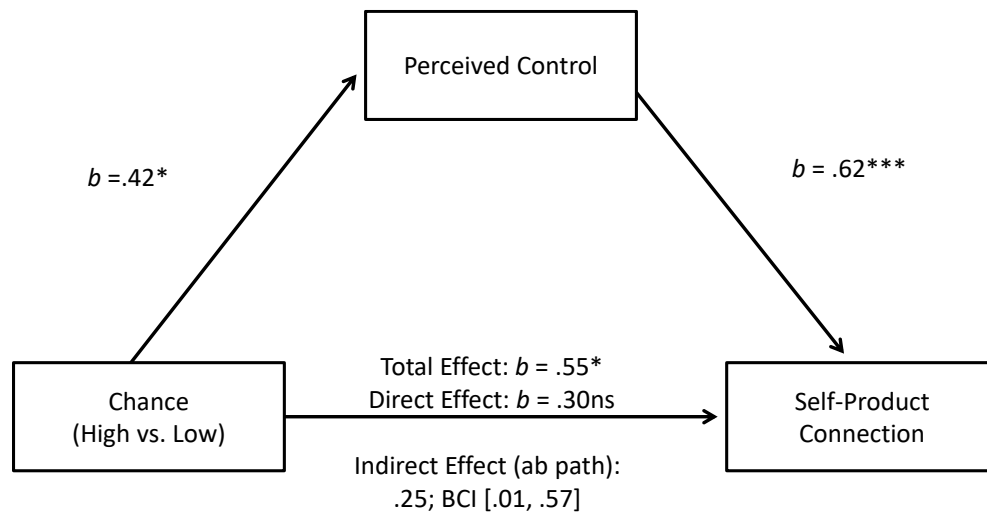 Perceived Control
b =.42*
b = .62***
Total Effect: b = .55*
Direct Effect: b = .30ns
Chance
(High vs. Low)
Self-Product
Connection
Indirect Effect (ab path):
.25; BCI [.01, .57]